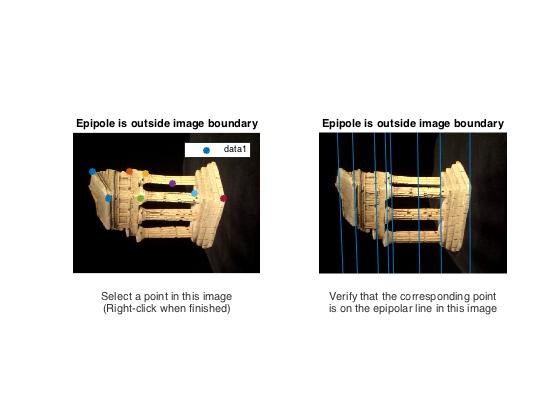 Epipole is outside image boundary
data1
Select a point in this image
(Right-click when finished)
Epipole is outside image boundary
Verify that the corresponding point
is on the epipolar line in this image